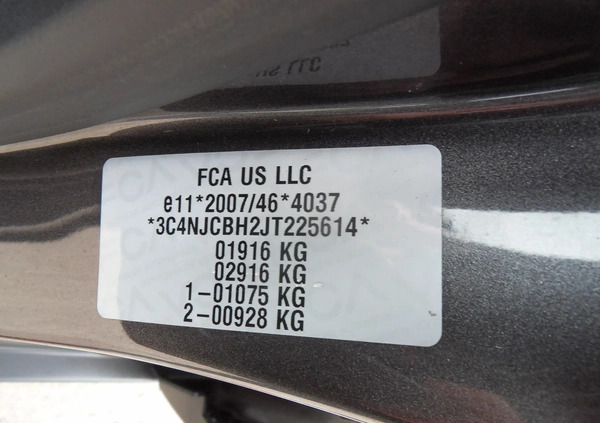 FCA US LLC
e11*2007/46*4037
*3C4NJCBH2JT225614*
01916 KG
02916 KG
1-01075 KG
2-00928 KG